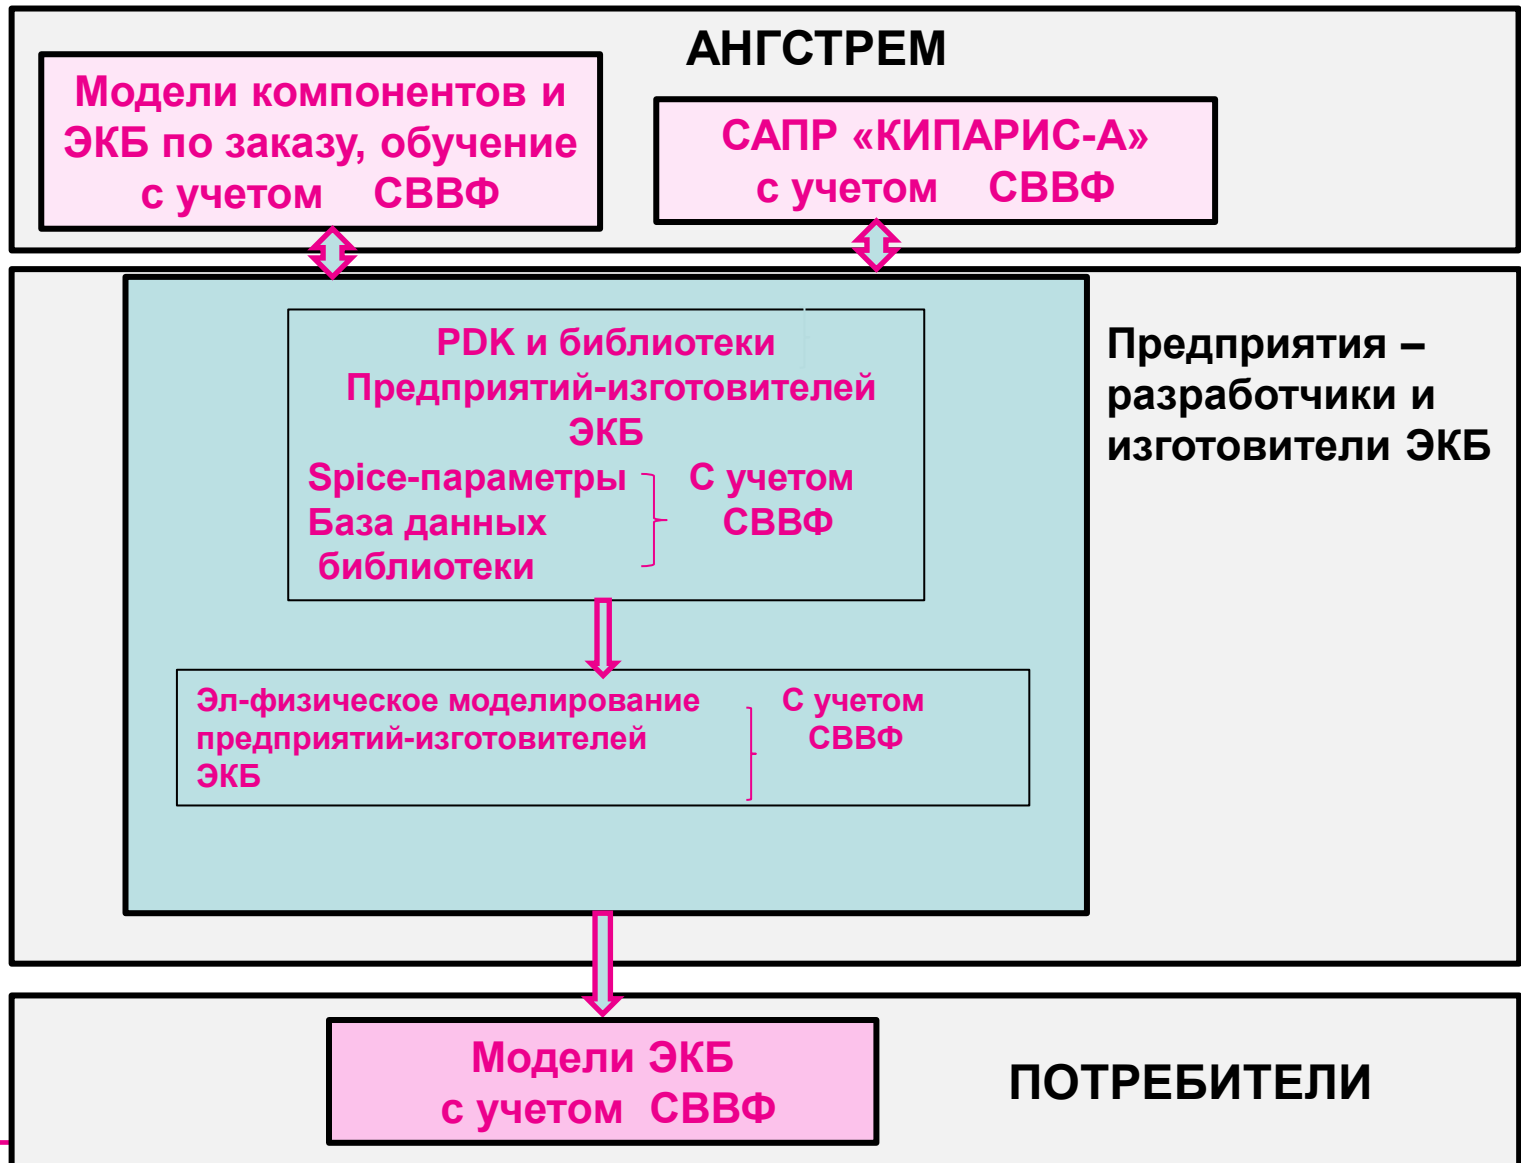 АНГСТРЕМ
Модели компонентов и
ЭКБ по заказу, обучение
с учетом СВВФ
САПР «КИПАРИС-А»
с учетом СВВФ
Предприятия –
разработчики и
изготовители ЭКБ
PDK и библиотеки
Предприятий-изготовителей
ЭКБ
Spice-параметры
База данных
библиотеки
С учетом
СВВФ
Эл-физическое моделирование
предприятий-изготовителей
ЭКБ
С учетом
СВВФ
Модели ЭКБ
с учетом СВВФ
ПОТРЕБИТЕЛИ